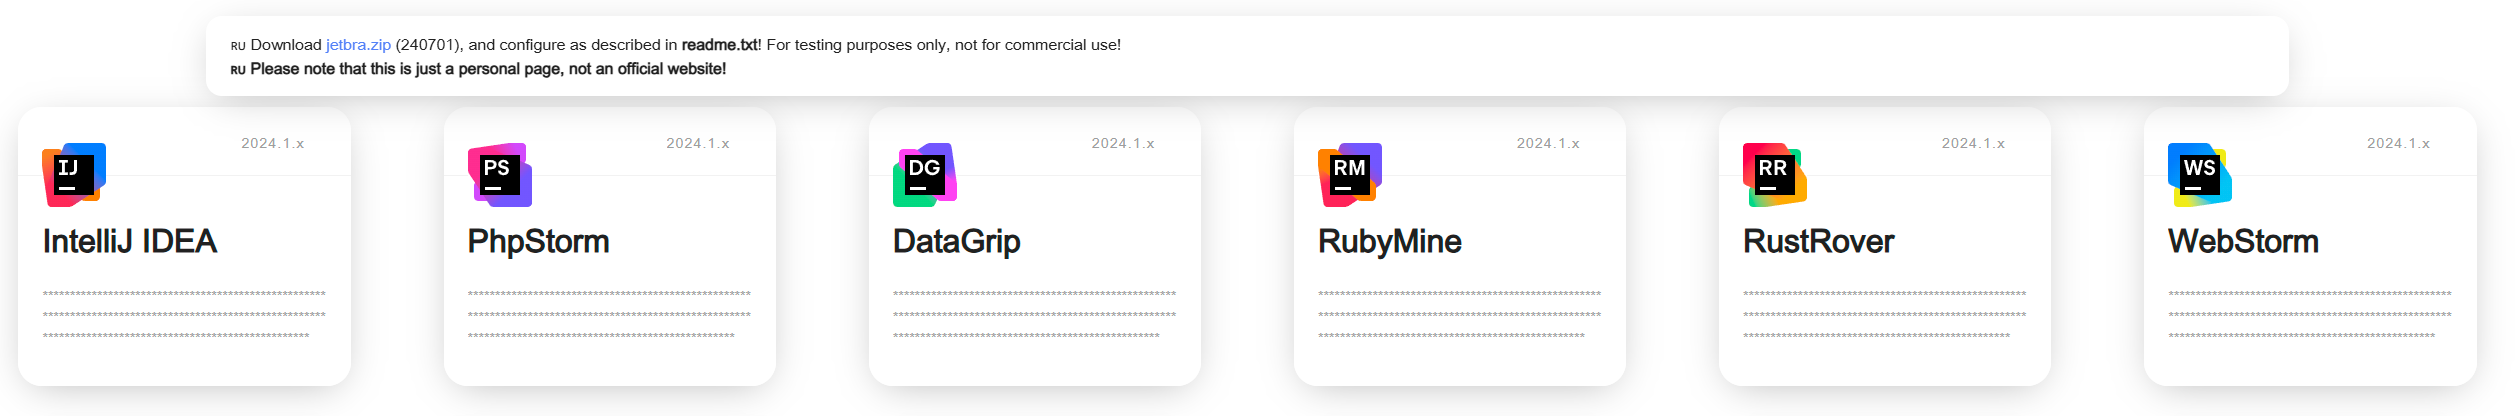 RU Download jetbra.zip (240701), and configure as described in readme.txt! For testing purposes only, not for commercial use!
RU Please note that this is just a personal page, not an official website!
2024.1.x
IJ
IntelliJ IDEA
****************************************************
****************************************************
*************************************************
2024.1.x
PS
PhpStorm
****************************************************
****************************************************
*************************************************
2024.1.x
DG
DataGrip
****************************************************
****************************************************
*************************************************
2024.1.x
RM
RubyMine
****************************************************
****************************************************
*************************************************
2024.1.x
RR
RustRover
****************************************************
****************************************************
*************************************************
2024.1.x
WS
WebStorm
****************************************************
****************************************************
*************************************************